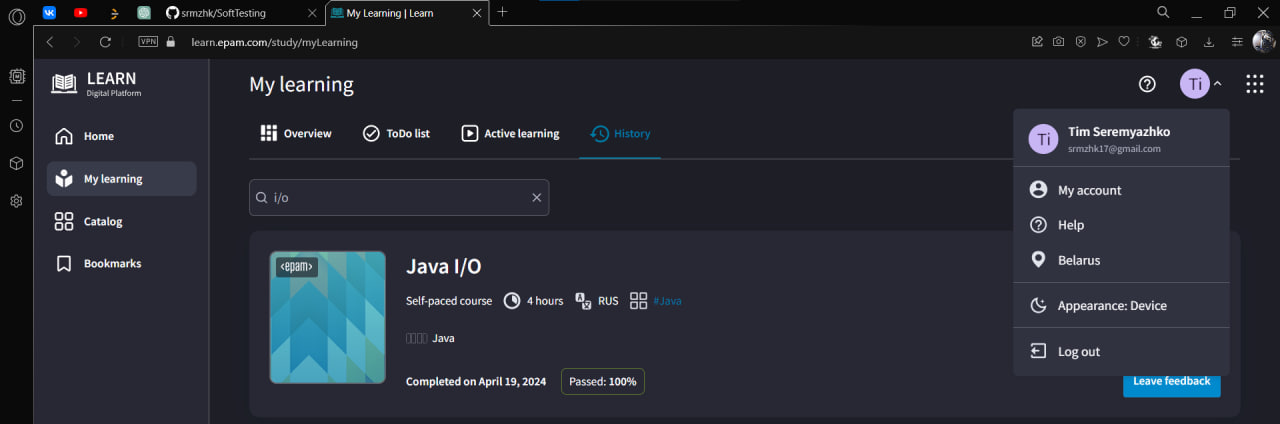 srmzhk/SoftTesting
My Learning | Learn
VPN
learn.epam.com/study/myLearning
LEARN
Digital Platform
Home
My learning
Catalog
Bookmarks
My learning
Ti
Overview
ToDo list
Active learning
History
i/o
Ti
Tim Seremyazhko
srmzhk17@gmail.com
My account
Help
Belarus
Appearance: Device
Log out
<epam>
Java I/O
Self-paced course
4 hours
RUS
#Java
Java
Completed on April 19, 2024
Passed: 100%
Leave feedback